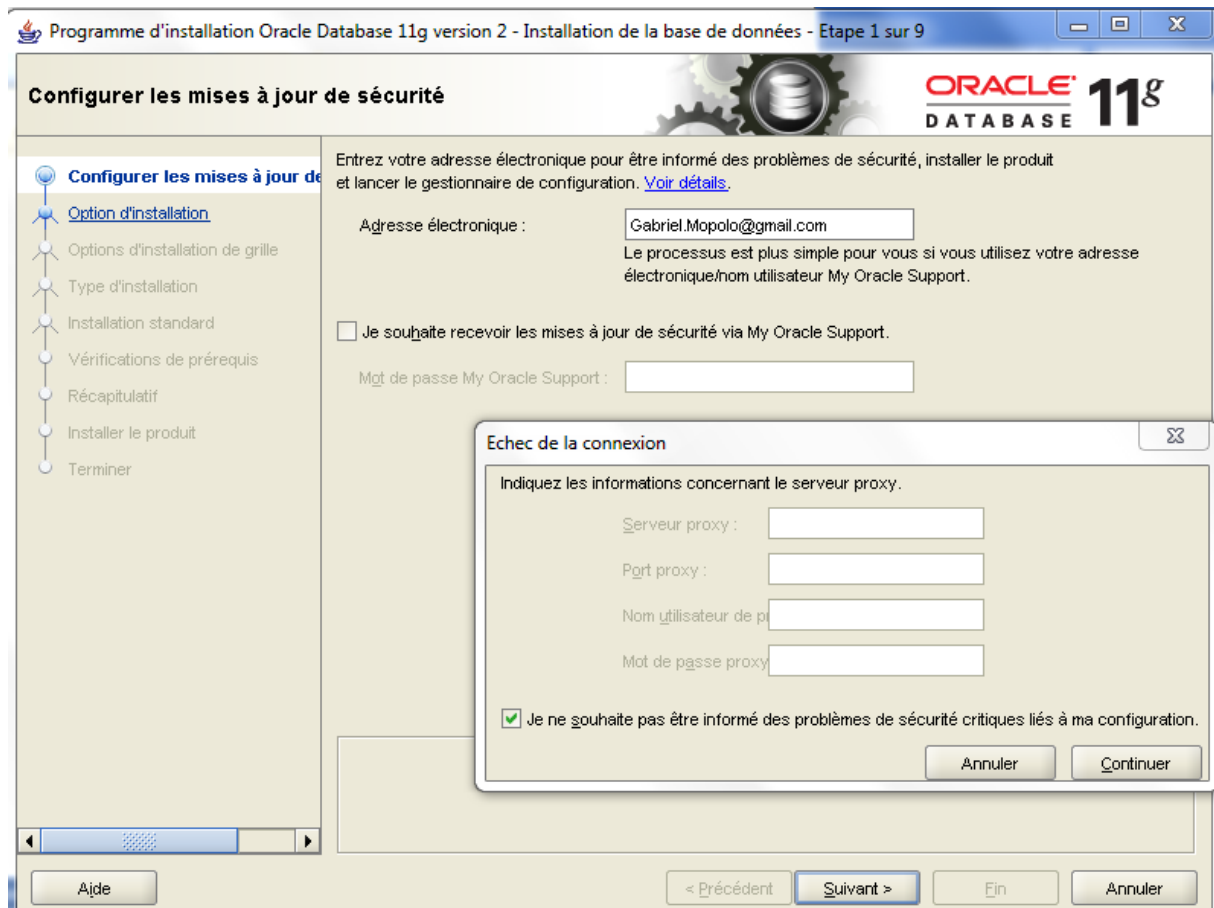 Programme d'installation Oracle Database 11g version 2 - Installation de la base de données - Etape 1 sur 9
Configurer les mises à jour de sécurité
ORACLE DATABASE 11g
Configurer les mises à jour de
Option d'installation
Options d'installation de grille
Type d'installation
Installation standard
Vérifications de prérequis
Récapitulatif
Installer le produit
Terminer
Entrez votre adresse électronique pour être informé des problèmes de sécurité, installer le produit
et lancer le gestionnaire de configuration. Voir détails.
Adresse électronique : Gabriel.Mopolo@gmail.com
Le processus est plus simple pour vous si vous utilisez votre adresse
électronique/nom utilisateur My Oracle Support.
Je souhaite recevoir les mises à jour de sécurité via My Oracle Support.
Mot de passe My Oracle Support :
Echec de la connexion
Indiquez les informations concernant le serveur proxy.
Serveur proxy :
Port proxy :
Nom utilisateur de p
Mot de passe proxy
Je ne souhaite pas être informé des problèmes de sécurité critiques liés à ma configuration.
Annuler Continuer
Aide < Précédent Suivant > Fin Annuler